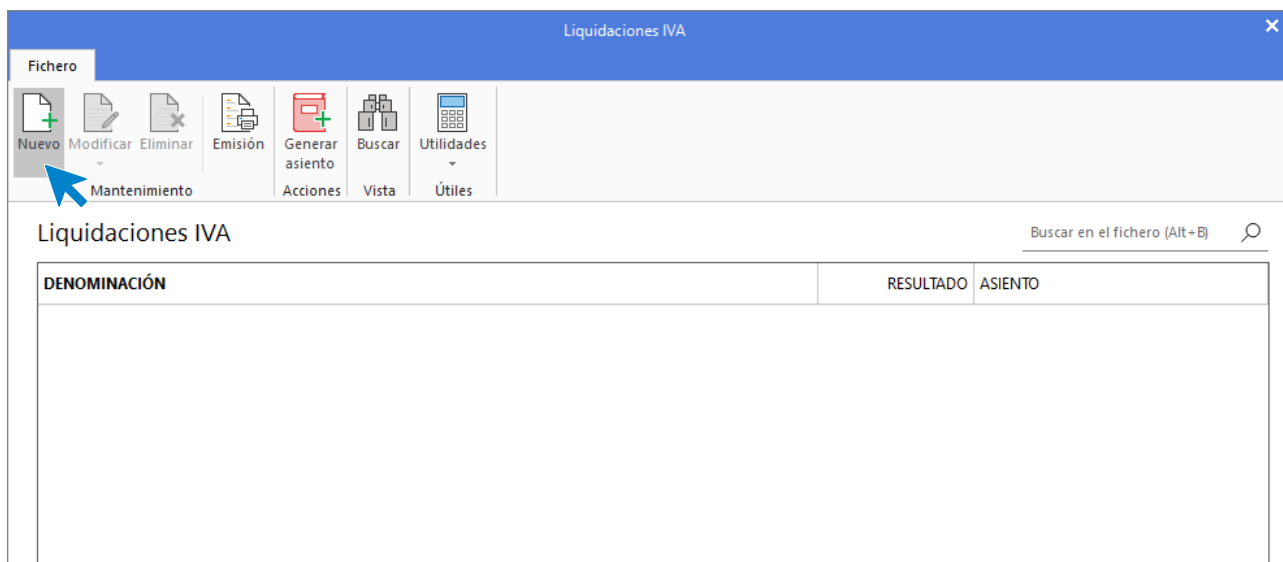 Liquidaciones IVA
Fichero
Nuevo Modificar Eliminar Emisión Generar asiento Buscar Utilidades
Mantenimiento Acciones Vista Útiles
Liquidaciones IVA
Buscar en el fichero (Alt+B)
DENOMINACIÓN RESULTADO ASIENTO